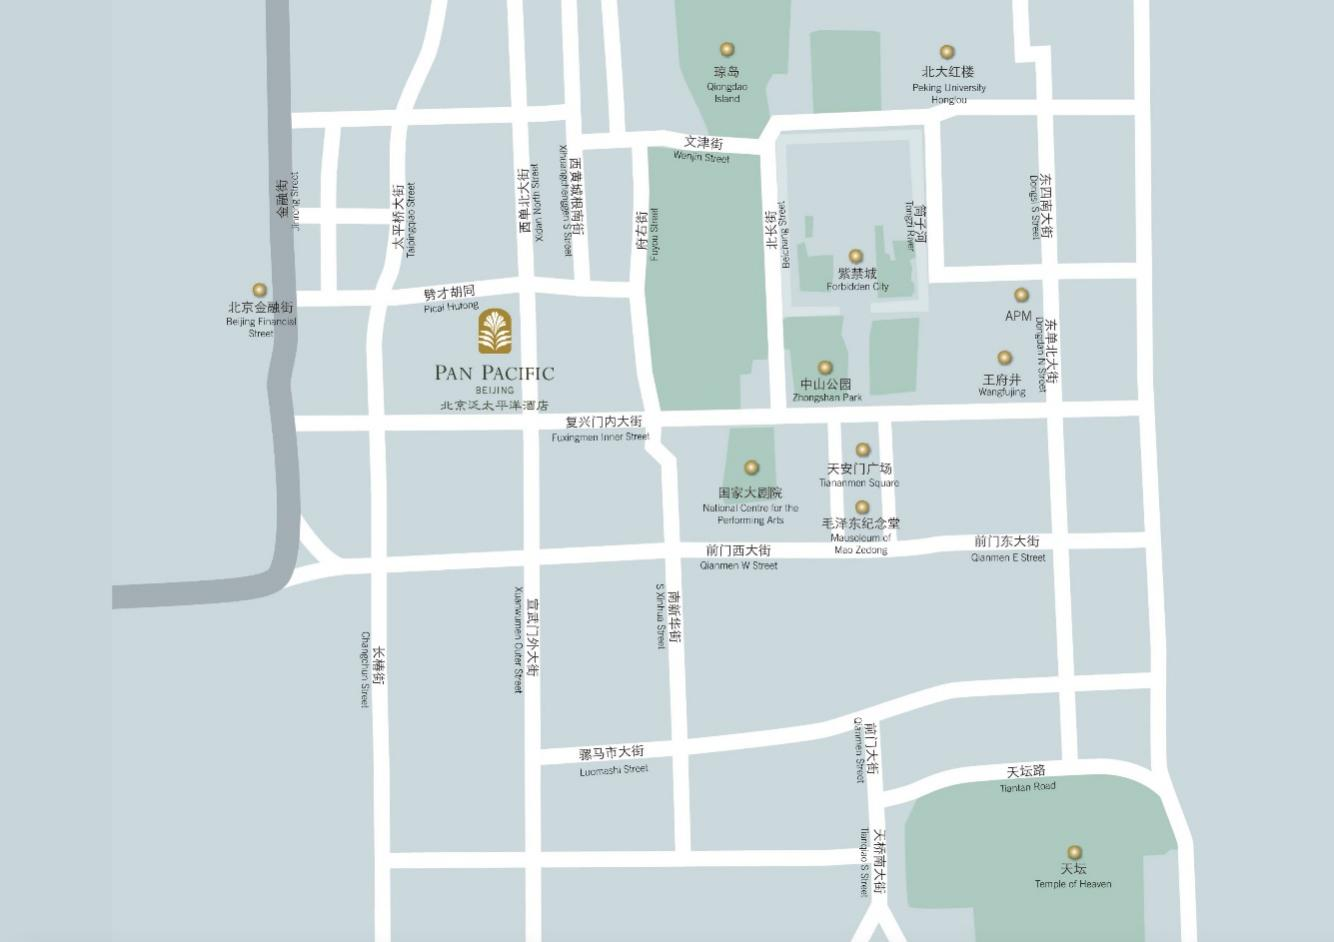 琼岛
Qiongdao
Island
北大红楼
Peking University
Honglou
文津街
Wenjin Street
金融街
Jinrong Street
太平桥大街
Taipingqiao Street
西单北大街
Xidan North Street
西黄城根南街
Xihuangchenggen S Street
府右街
Fuyou Street
北长街
Beichang Street
筒子河
Tongzi River
东四南大街
Dongsi S Street
紫禁城
Forbidden City
北京金融街
Beijing Financial
Street
劈才胡同
Picai Hutong
APM
东单北大街
Dongdan N Street
PAN PACIFIC
BEIJING
北京泛太平洋酒店
中山公园
Zhongshan Park
王府井
Wangfujing
复兴门内大街
Fuxingmen Inner Street
天安门广场
Tiananmen Square
国家大剧院
National Centre for the
Performing Arts
毛泽东纪念堂
Mausoleum of
Mao Zedong
前门西大街
Qianmen W Street
前门东大街
Qianmen E Street
长椿街
Changchun Street
宣武门外大街
Xuanwumen Outer Street
南新华街
S Xinhua Street
骡马市大街
Luomashi Street
前门大街
Qianmen Street
天坛路
Tiantan Road
天桥南大街
Tianqiao S Street
天坛
Temple of Heaven